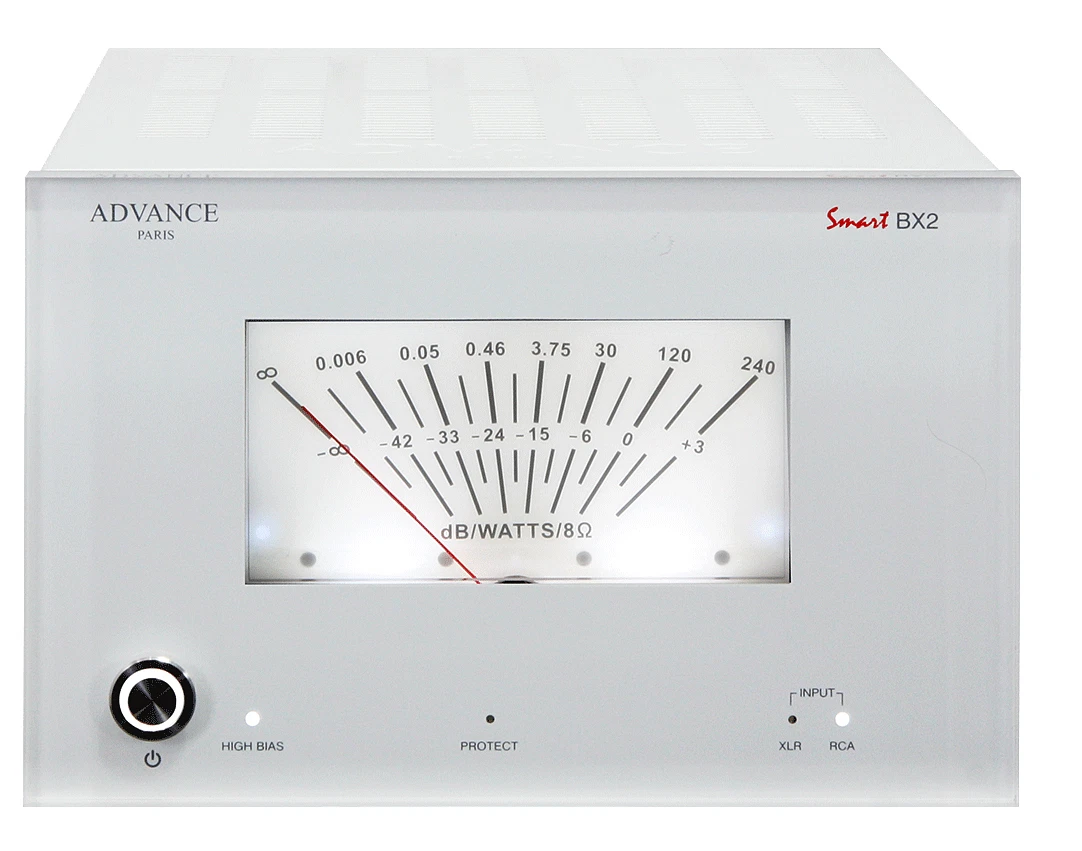 ADVANCE
PARIS
Smart BX2
∞ 0.006 0.05 0.46 3.75 30 120 240
-∞ -42 -33 -24 -15 -6 0 +3
dB/WATTS/8Ω
INPUT
HIGH BIAS
PROTECT
XLR RCA